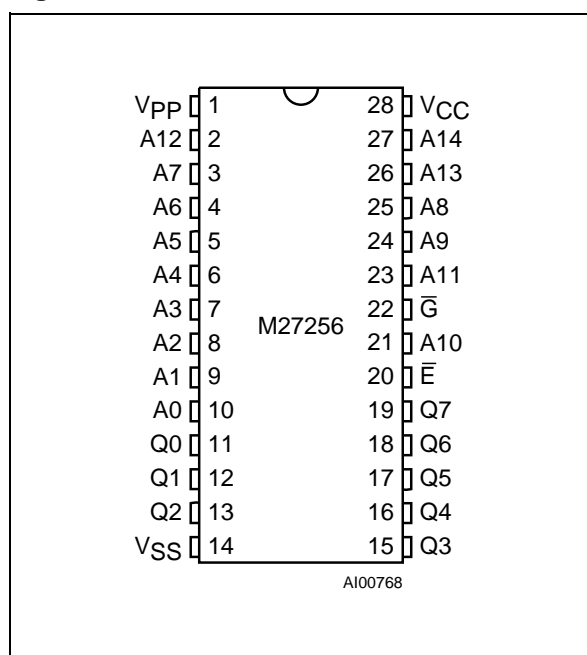 VPP 1 28 VCC
A12 2 27 A14
A7 3 26 A13
A6 4 25 A8
A5 5 24 A9
A4 6 23 A11
A3 7 22 G̅
M27256
A2 8 21 A10
A1 9 20 E̅
A0 10 19 Q7
Q0 11 18 Q6
Q1 12 17 Q5
Q2 13 16 Q4
VSS 14 15 Q3
AI00768